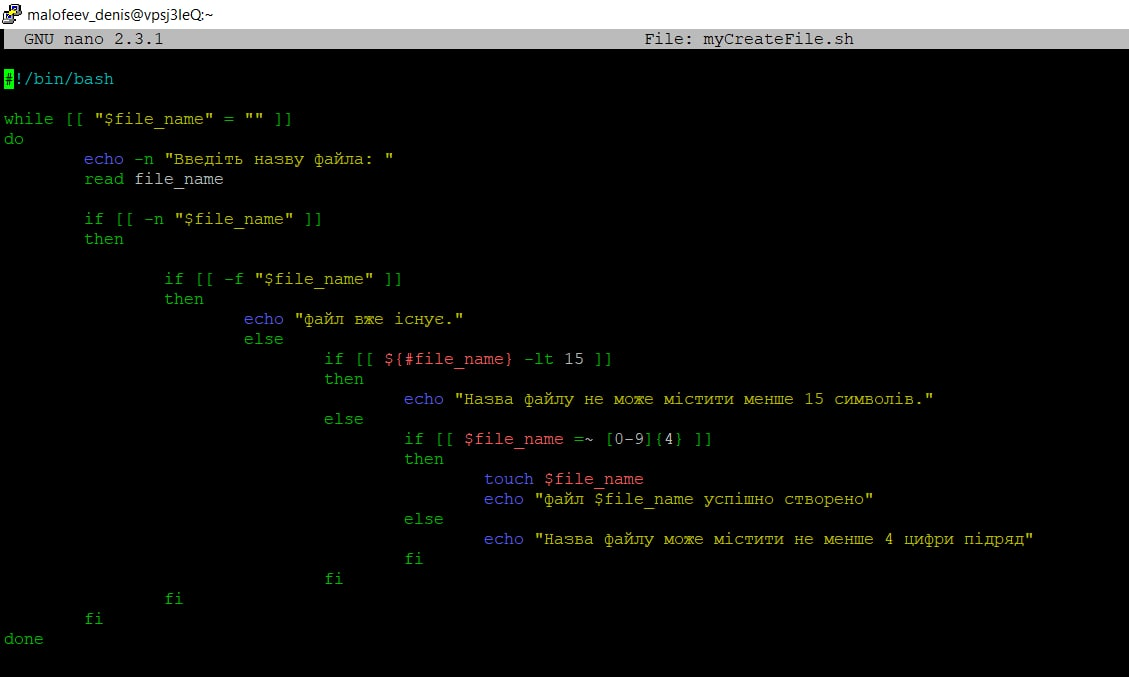 malofeev_denis@vpsj3leQ:~
GNU nano 2.3.1 File: myCreateFile.sh
#!/bin/bash
while [[ "$file_name" = "" ]]
do
echo -n "Введіть назву файла: "
read file_name
if [[ -n "$file_name" ]]
then
if [[ -f "$file_name" ]]
then
echo "файл вже існує."
else
if [[ ${#file_name} -lt 15 ]]
then
echo "Назва файлу не може містити менше 15 символів."
else
if [[ $file_name =~ [0-9]{4} ]]
then
touch $file_name
echo "файл $file_name успішно створено"
else
echo "Назва файлу може містити не менше 4 цифри підряд"
fi
fi
fi
fi
done